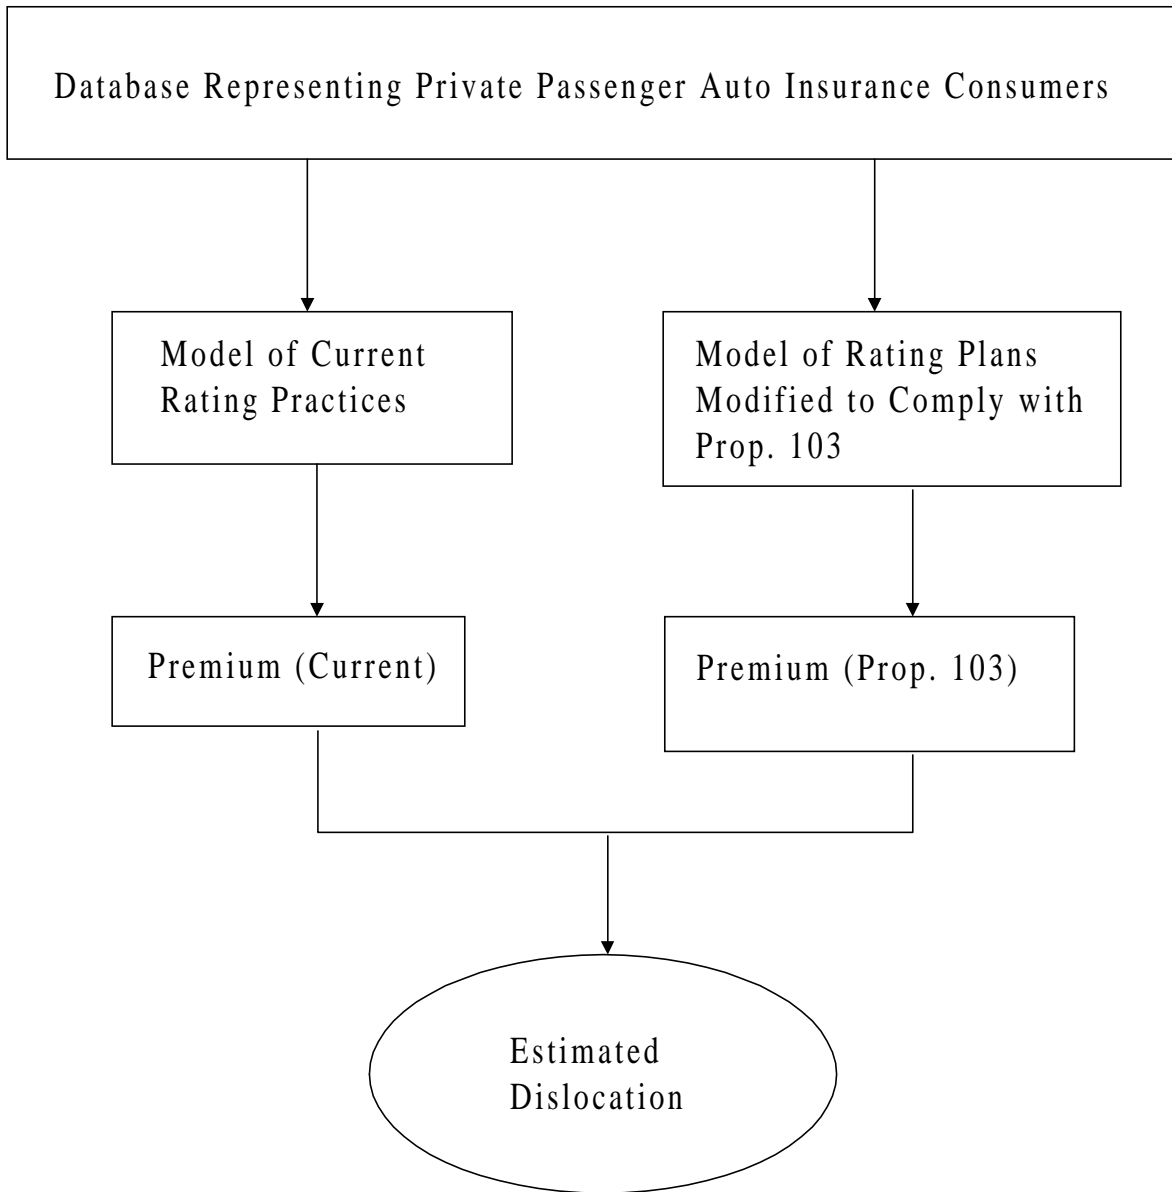 Database Representing Private Passenger Auto Insurance Consumers
Model of Current
Rating Practices
Model of Rating Plans
Modified to Comply with
Prop. 103
Premium (Current)
Premium (Prop. 103)
Estimated
Dislocation